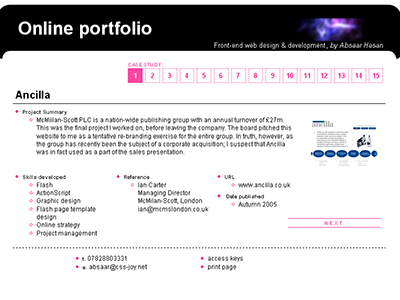 Online portfolio
Front-end web design & development, by Absaar Hasan
CASE STUDY:
1 2 3 4 5 6 7 8 9 10 11 12 13 14 15
Ancilla
Project Summary
McMillan-Scott PLC is a nation-wide publishing group with an annual turnover of £27m.
This was the final project I worked on, before leaving the company. The board pitched this
website to me as a tentative re-branding exercise for the entire group. In truth, however, as
the group has recently been the subject of a corporate acquisition; I suspect that Ancilla
was in fact used as a part of the sales presentation.
ancilla
Skills developed
Flash
ActionScript
Graphic design
Flash page template
design
Online strategy
Project management
Reference
Ian Carter
Managing Director
McMilan-Scott, London
ian@mcmslondon.co.uk
URL
www.ancilla.co.uk
Date published
Autumn 2005
NEXT
t. 07828803331
e. absaar@css-joy.net
access keys
print page